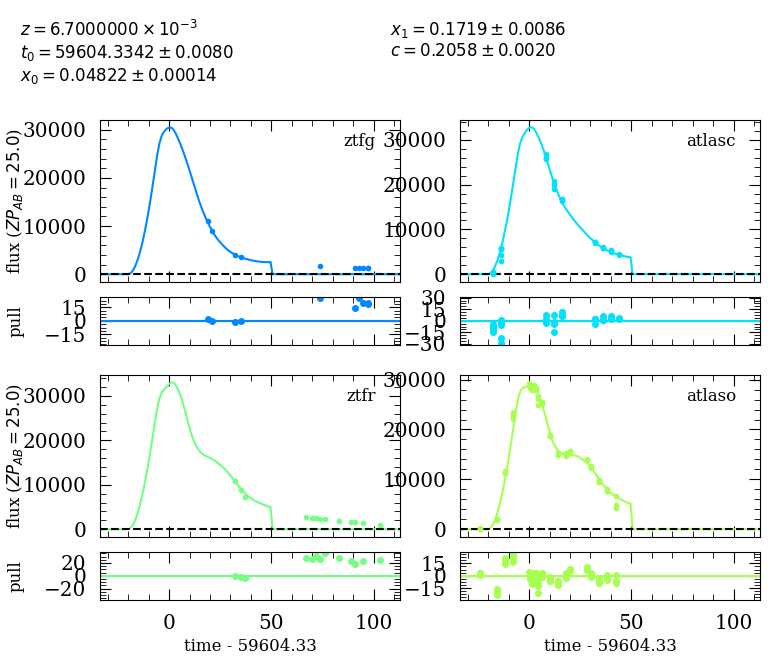 z = 6.7000000 × 10⁻³
t₀ = 59604.3342 ± 0.0080
x₀ = 0.04822 ± 0.00014
x₁ = 0.1719 ± 0.0086
c = 0.2058 ± 0.0020
ztfg
30000
20000
10000
0
flux (ZP_AB = 25.0)
atlasc
30000
20000
10000
0
15
0
−15
pull
30
15
0
−15
−30
ztfr
30000
20000
10000
0
flux (ZP_AB = 25.0)
atlaso
30000
20000
10000
0
20
0
−20
pull
15
0
−15
0 50 100
time - 59604.33
0 50 100
time - 59604.33